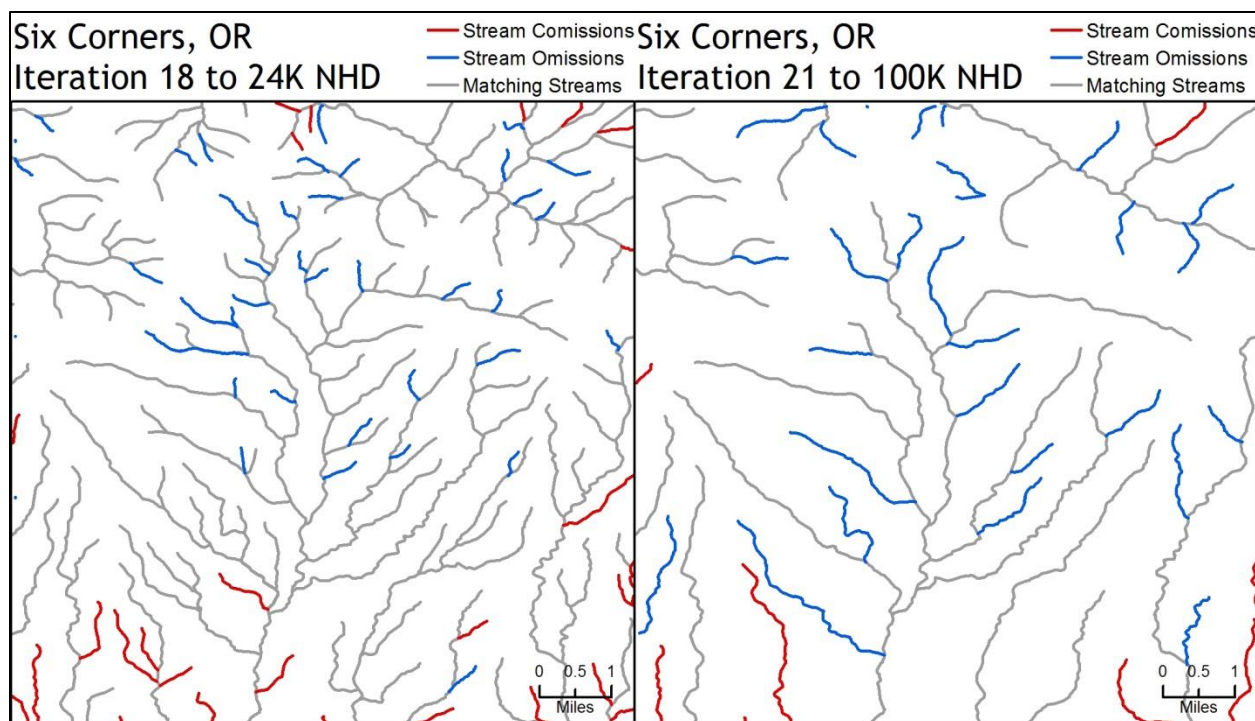 Six Corners, OR
Iteration 18 to 24K NHD
Stream Comissions
Stream Omissions
Matching Streams
0 0.5 1
Miles
Six Corners, OR
Iteration 21 to 100K NHD
Stream Comissions
Stream Omissions
Matching Streams
0 0.5 1
Miles